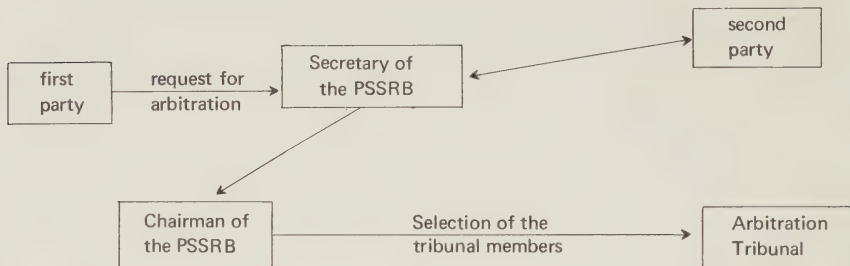 first
party
request for
arbitration
Secretary of
the PSSRB
second
party
Chairman of
the PSSRB
Selection of the
tribunal members
Arbitration
Tribunal